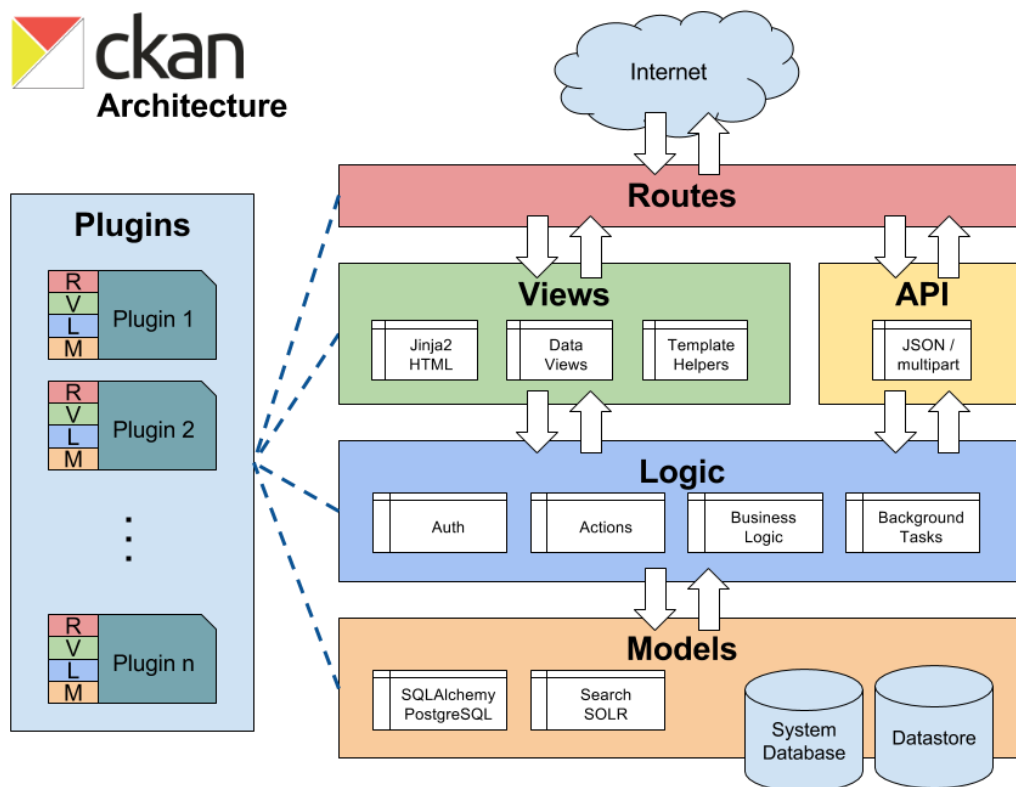 ckan
Architecture
Internet
Routes
Plugins
R
V
L
M
Plugin 1
R
V
L
M
Plugin 2
R
V
L
M
Plugin n
Views
Jinja2
HTML
Data
Views
Template
Helpers
API
JSON /
multipart
Logic
Auth
Actions
Business
Logic
Background
Tasks
Models
SQLAlchemy
PostgreSQL
Search
SOLR
System
Database
Datastore